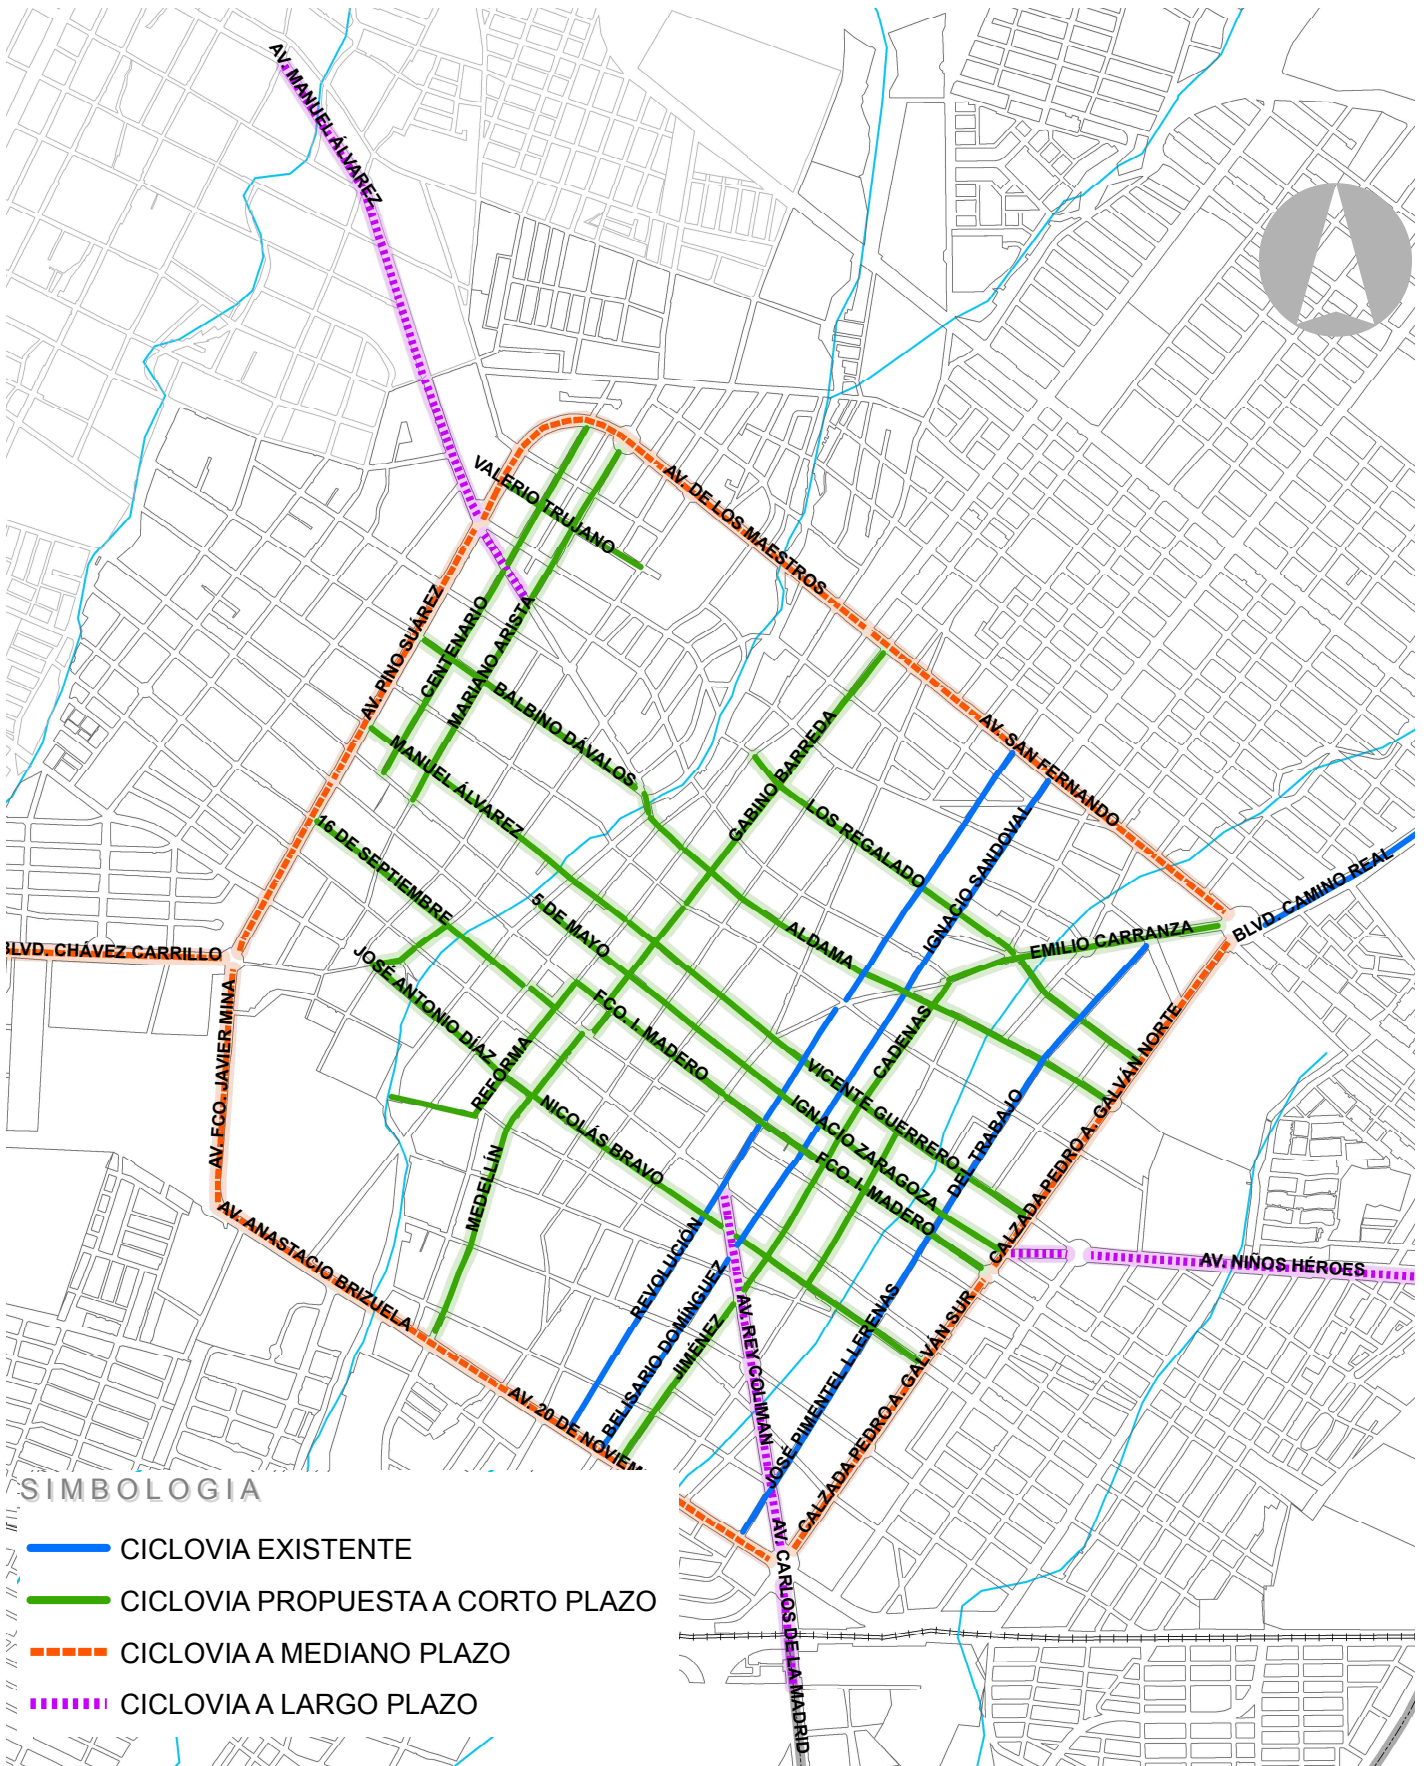 AV. MANUEL ÁLVAREZ
VALERIO TRUJANO
AV. DE LOS MAESTROS
AV. PINO SUÁREZ
CENTENARIO
MARIANO ARISTA
BALBINO DÁVALOS
MANUEL ÁLVAREZ
GABINO BARREDA
AV. SAN FERNANDO
LOS REGALADO
IGNACIO SANDOVAL
16 DE SEPTIEMBRE
5 DE MAYO
ALDAMA
EMILIO CARRANZA
BLVD. CAMINO REAL
BLVD. CHÁVEZ CARRILLO
JOSÉ ANTONIO DÍAZ
FCO. I. MADERO
REFORMA
CADENAS
AV. FCO. JAVIER MINA
VICENTE GUERRERO
IGNACIO ZARAGOZA
FCO. I. MADERO
DEL TRABAJO
CALZADA PEDRO A. GALVÁN NORTE
NICOLÁS BRAVO
MEDELLÍN
AV. ANASTACIO BRIZUELA
REVOLUCIÓN
BELISARIO DOMÍNGUEZ
JIMÉNEZ
AV. REY COLIMAN
JOSÉ PIMENTEL LLERENAS
CALZADA PEDRO A. GALVÁN SUR
AV. NIÑOS HÉROES
AV. 20 DE NOVIEM
AV. CARLOS DE LA MADRID
SIMBOLOGIA
CICLOVIA EXISTENTE
CICLOVIA PROPUESTA A CORTO PLAZO
CICLOVIA A MEDIANO PLAZO
CICLOVIA A LARGO PLAZO